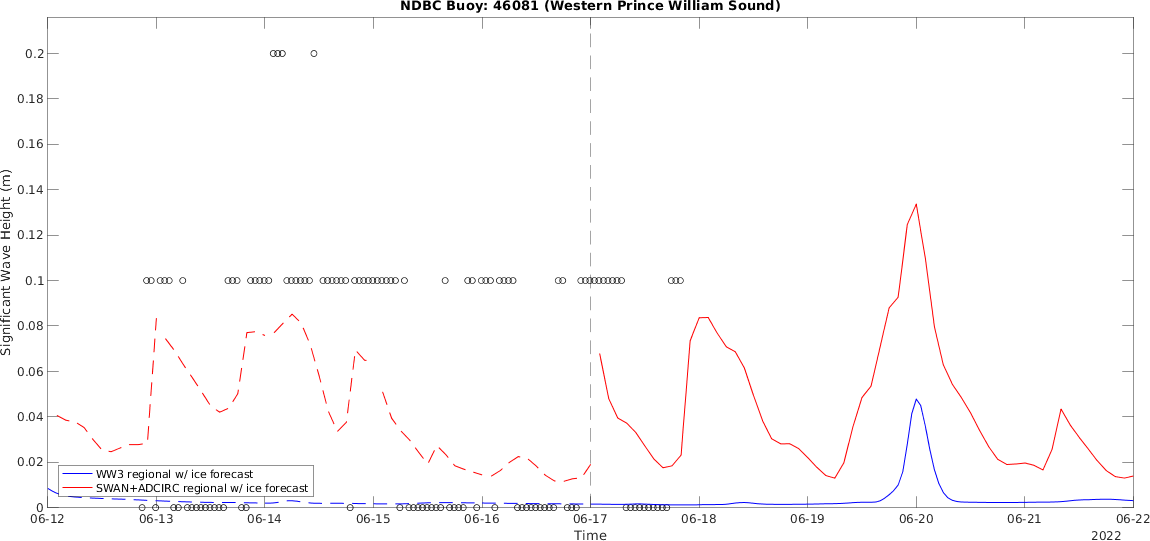 NDBC Buoy: 46081 (Western Prince William Sound)
Significant Wave Height (m)
0.2
0.18
0.16
0.14
0.12
0.1
0.08
0.06
0.04
0.02
0
WW3 regional w/ ice forecast
SWAN+ADCIRC regional w/ ice forecast
06-12 06-13 06-14 06-15 06-16 06-17 06-18 06-19 06-20 06-21 06-22
Time
2022